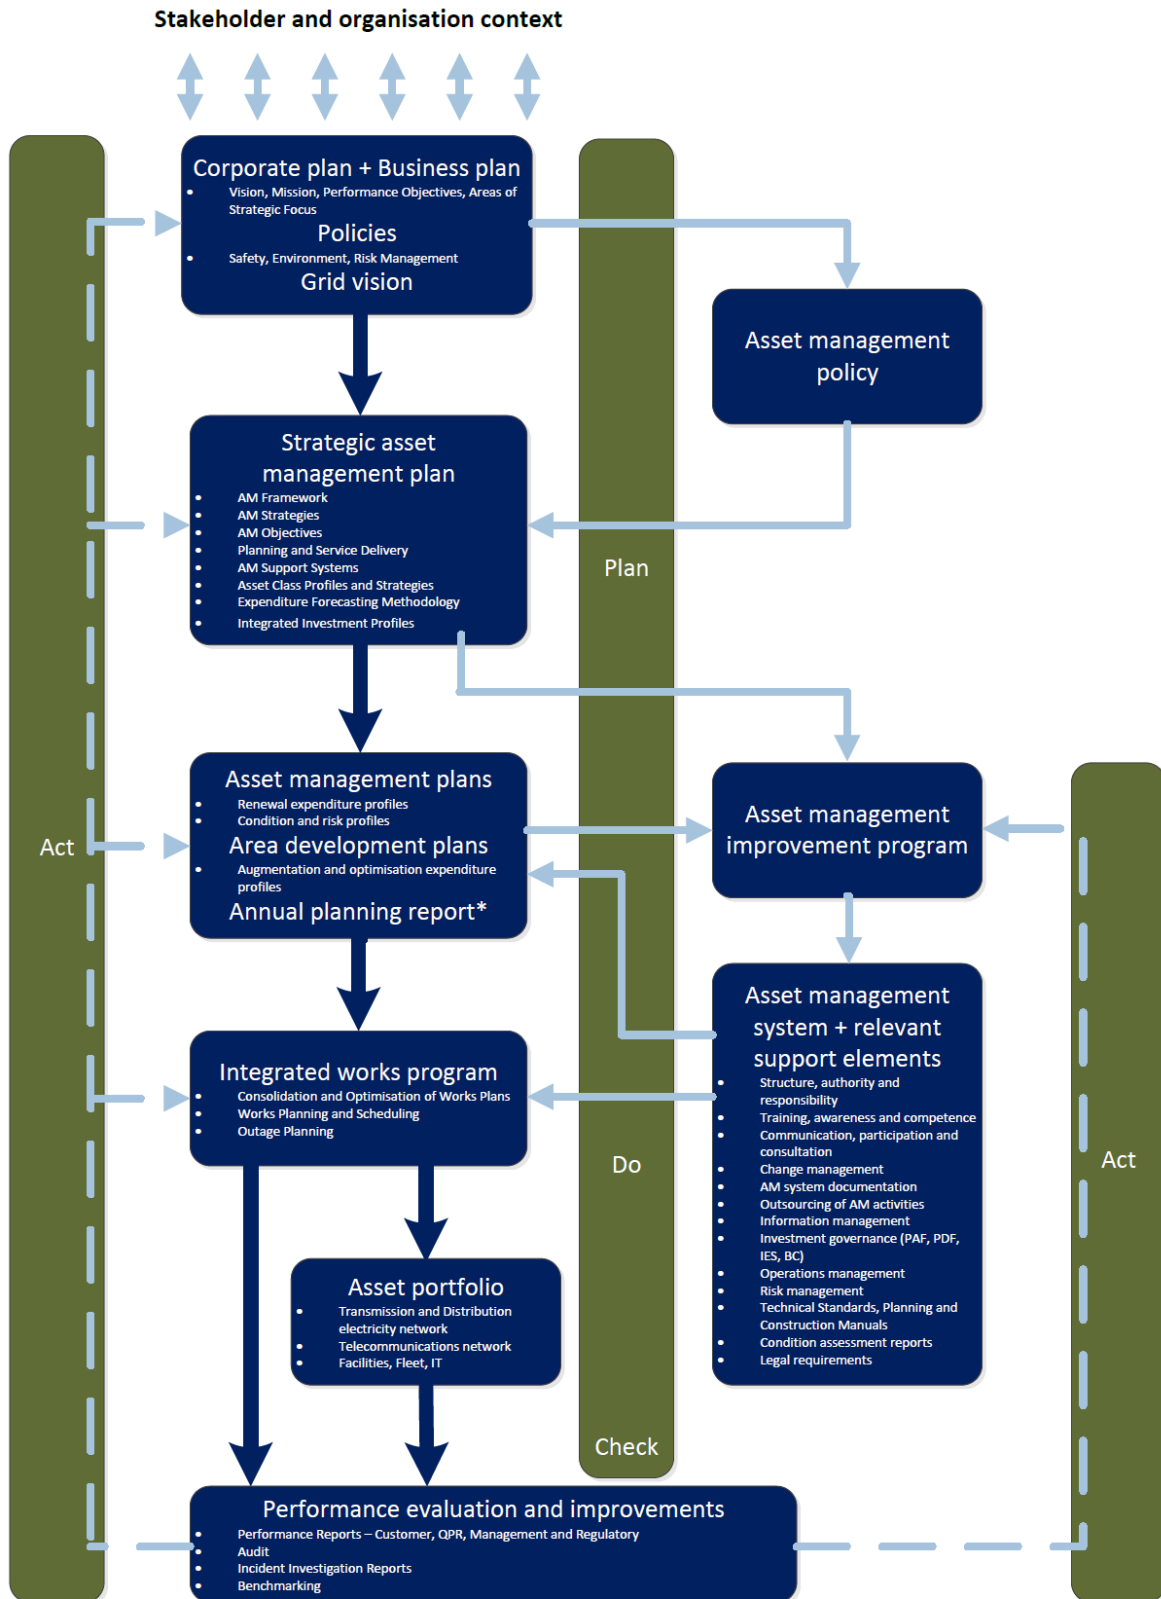 Stakeholder and organisation context
Corporate plan + Business plan
• Vision, Mission, Performance Objectives, Areas of
Strategic Focus
Policies
• Safety, Environment, Risk Management
Grid vision
Asset management
policy
Strategic asset
management plan
• AM Framework
• AM Strategies
• AM Objectives
• Planning and Service Delivery
• AM Support Systems
• Asset Class Profiles and Strategies
• Expenditure Forecasting Methodology
• Integrated Investment Profiles
Plan
Asset management plans
• Renewal expenditure profiles
• Condition and risk profiles
Area development plans
• Augmentation and optimisation expenditure
profiles
Annual planning report*
Asset management
improvement program
Act
Asset management
system + relevant
support elements
• Structure, authority and
responsibility
• Training, awareness and competence
• Communication, participation and
consultation
• Change management
• AM system documentation
• Outsourcing of AM activities
• Information management
• Investment governance (PAF, PDF,
IES, BC)
• Operations management
• Risk management
• Technical Standards, Planning and
Construction Manuals
• Condition assessment reports
• Legal requirements
Integrated works program
• Consolidation and Optimisation of Works Plans
• Works Planning and Scheduling
• Outage Planning
Do
Act
Asset portfolio
• Transmission and Distribution
electricity network
• Telecommunications network
• Facilities, Fleet, IT
Check
Performance evaluation and improvements
• Performance Reports – Customer, QPR, Management and Regulatory
• Audit
• Incident Investigation Reports
• Benchmarking